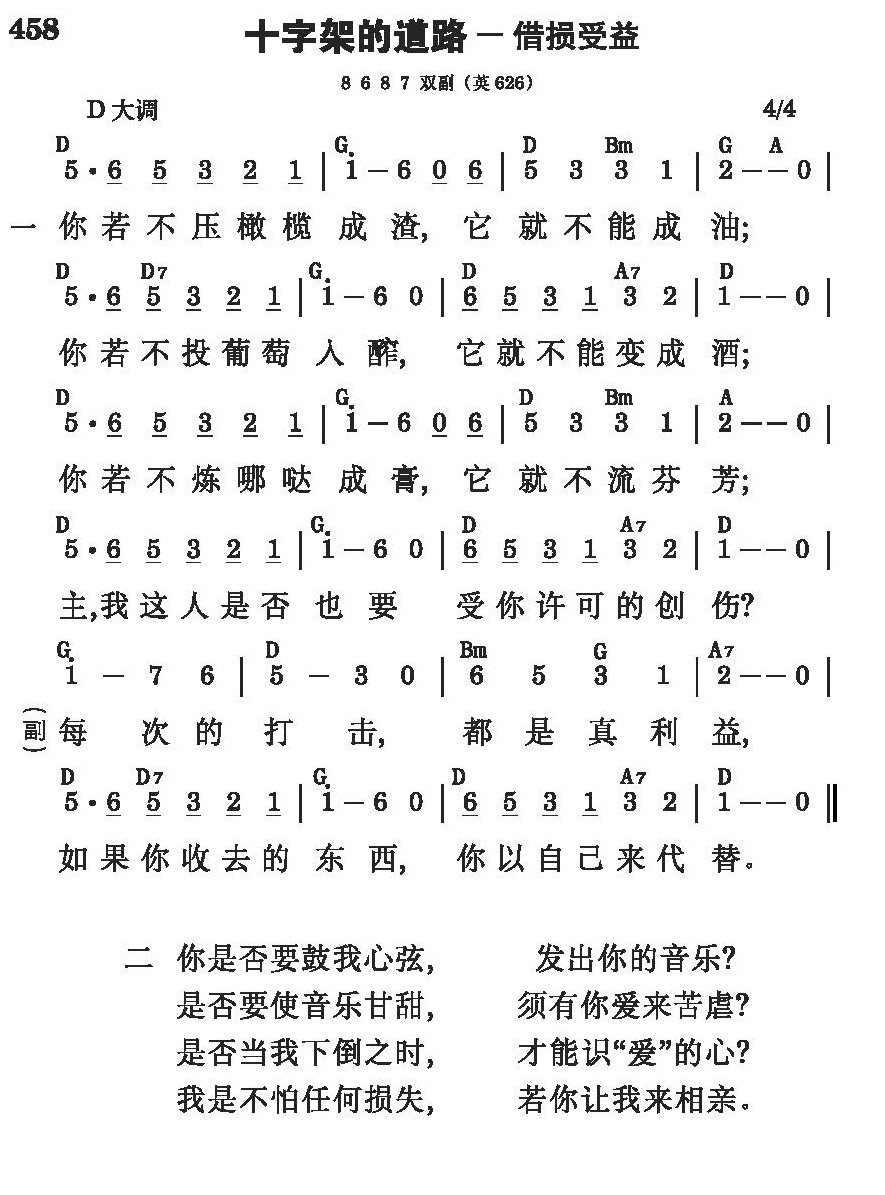 458
十字架的道路－借损受益
8 6 8 7 双副（英626）
D大调 4/4
D G D Bm G A
5·6 5 3 2 1 | 1̇－6 0 6 | 5 3 3 1 | 2－－0 |
一 你若不压橄榄成渣, 它就不能成油;
D D7 G D A7 D
5·6 5 3 2 1 | 1̇－6 0 | 6 5 3 1 3 2 | 1－－0 |
你若不投葡萄入醡, 它就不能变成酒;
D G D Bm A
5·6 5 3 2 1 | 1̇－6 0 6 | 5 3 3 1 | 2－－0 |
你若不炼哪哒成膏, 它就不流芬芳;
D G D A7 D
5·6 5 3 2 1 | 1̇－6 0 | 6 5 3 1 3 2 | 1－－0 |
主,我这人是否也要 受你许可的创伤?
G D Bm G A7
1̇ － 7 6 | 5 － 3 0 | 6 5 3 1 | 2－－0 |
(副) 每次的打击, 都是真利益,
D D7 G D A7 D
5·6 5 3 2 1 | 1̇－6 0 | 6 5 3 1 3 2 | 1－－0 ‖
如果你收去的东西, 你以自己来代替。
二 你是否要鼓我心弦, 发出你的音乐?
是否要使音乐甘甜, 须有你爱来苦虐?
是否当我下倒之时, 才能识“爱”的心?
我是不怕任何损失, 若你让我来相亲。